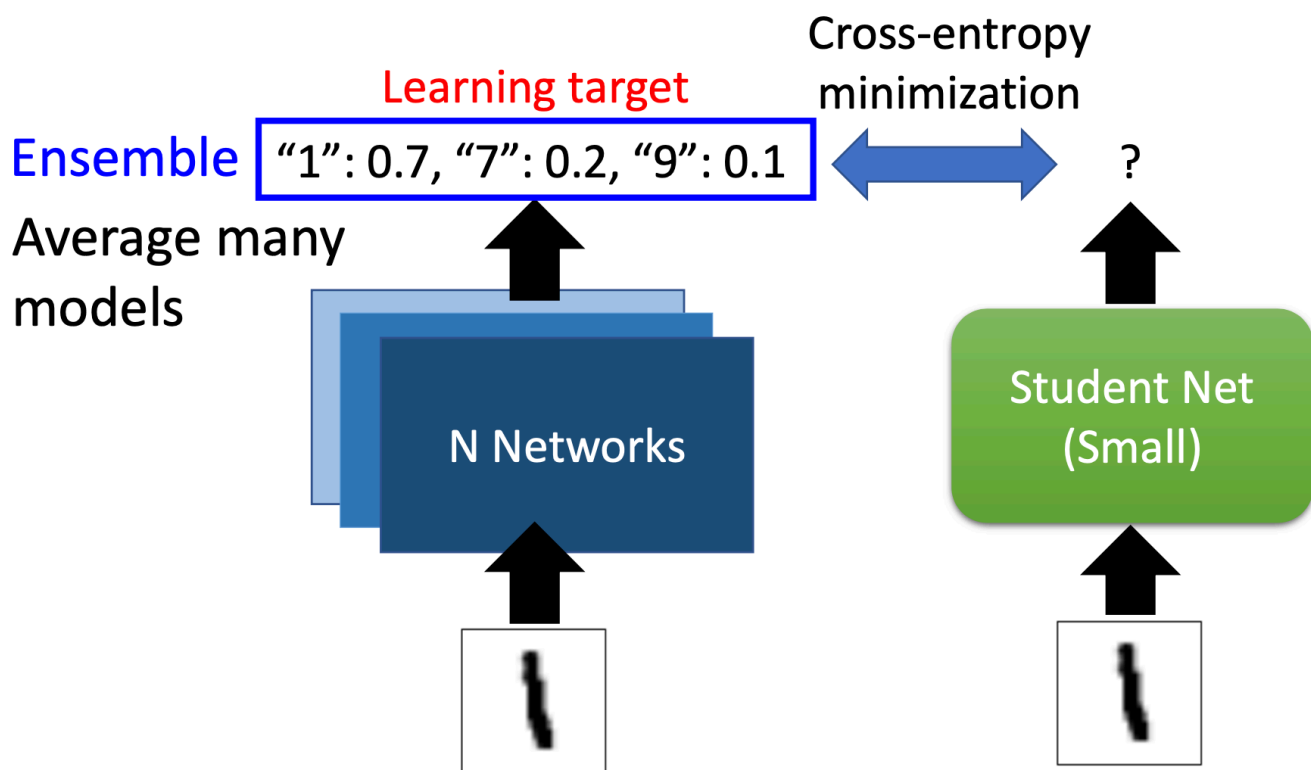 Cross-entropy
minimization
Learning target
Ensemble
“1”: 0.7, “7”: 0.2, “9”: 0.1
?
Average many
models
N Networks
Student Net
(Small)